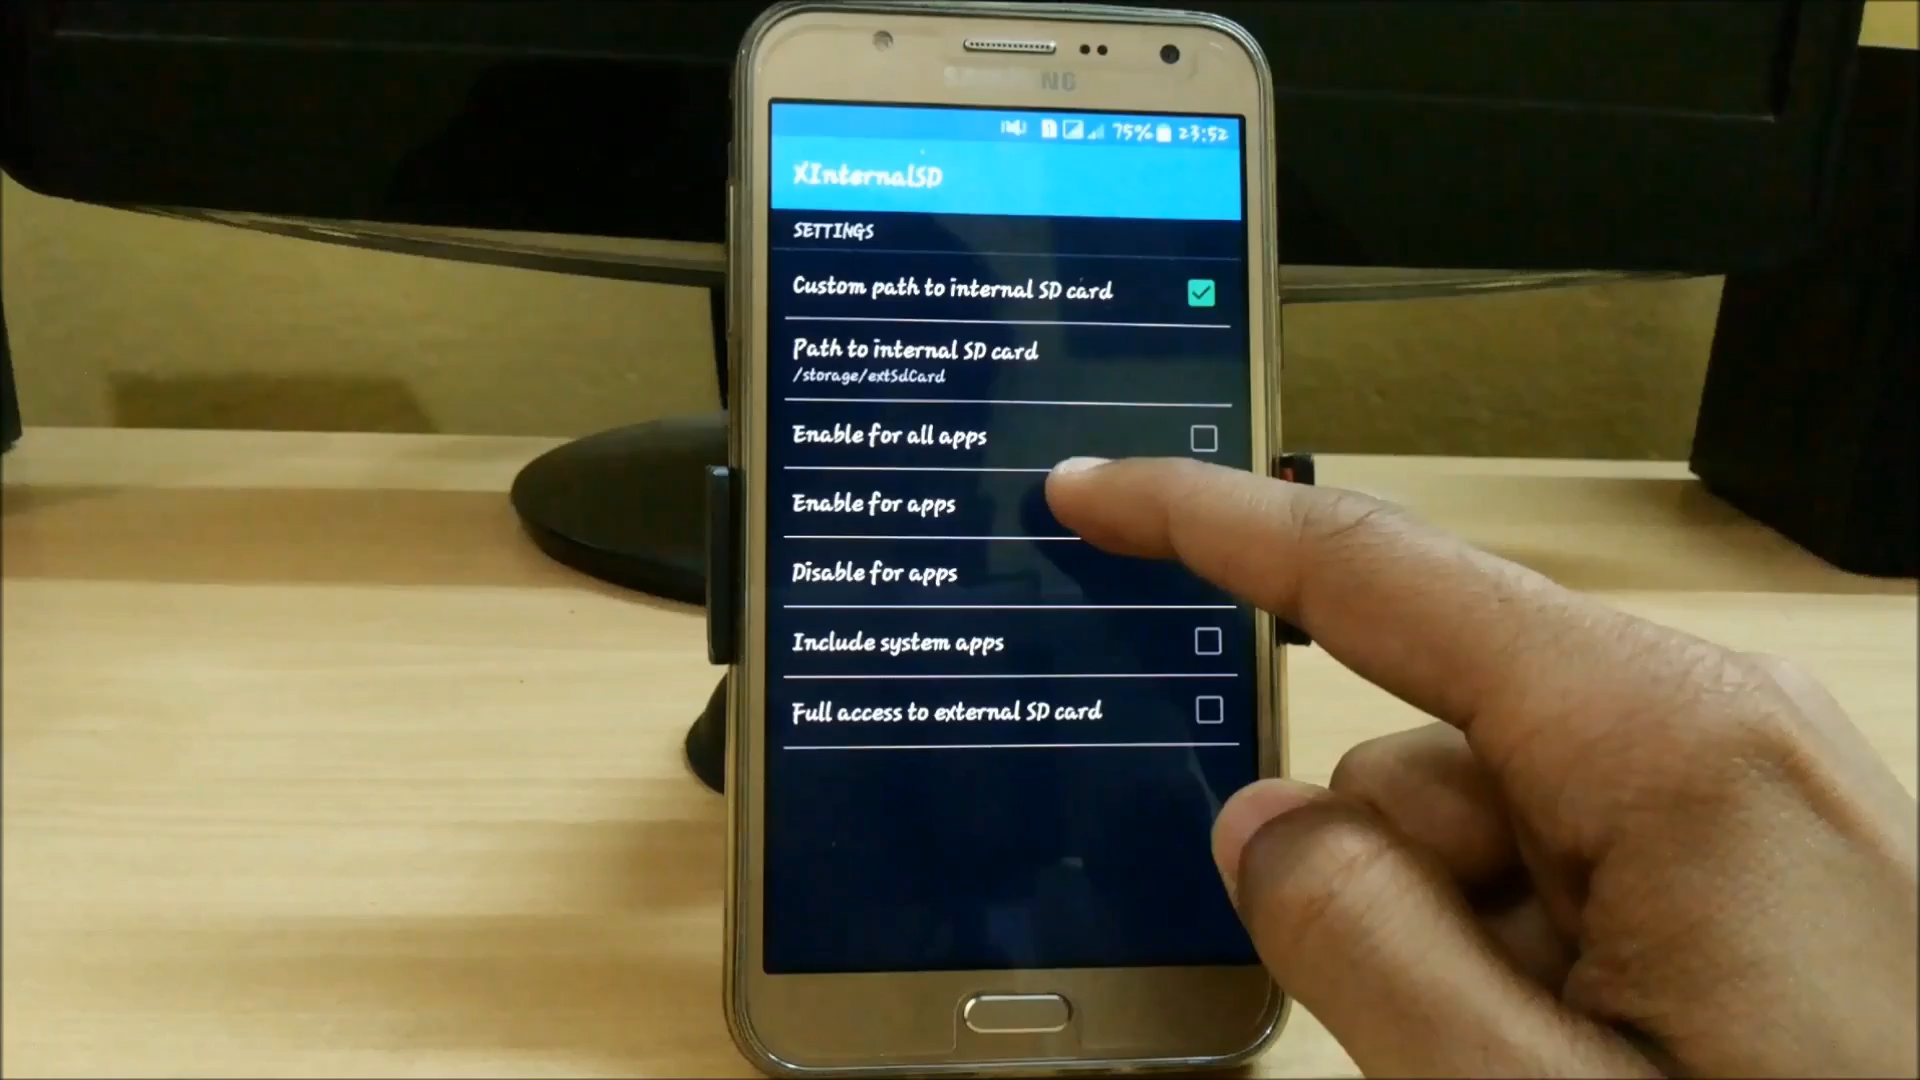 75% 23:52
XInternalSD
SETTINGS
Custom path to internal SD card
Path to internal SD card
/storage/extSdCard
Enable for all apps
Enable for apps
Disable for apps
Include system apps
Full access to external SD card